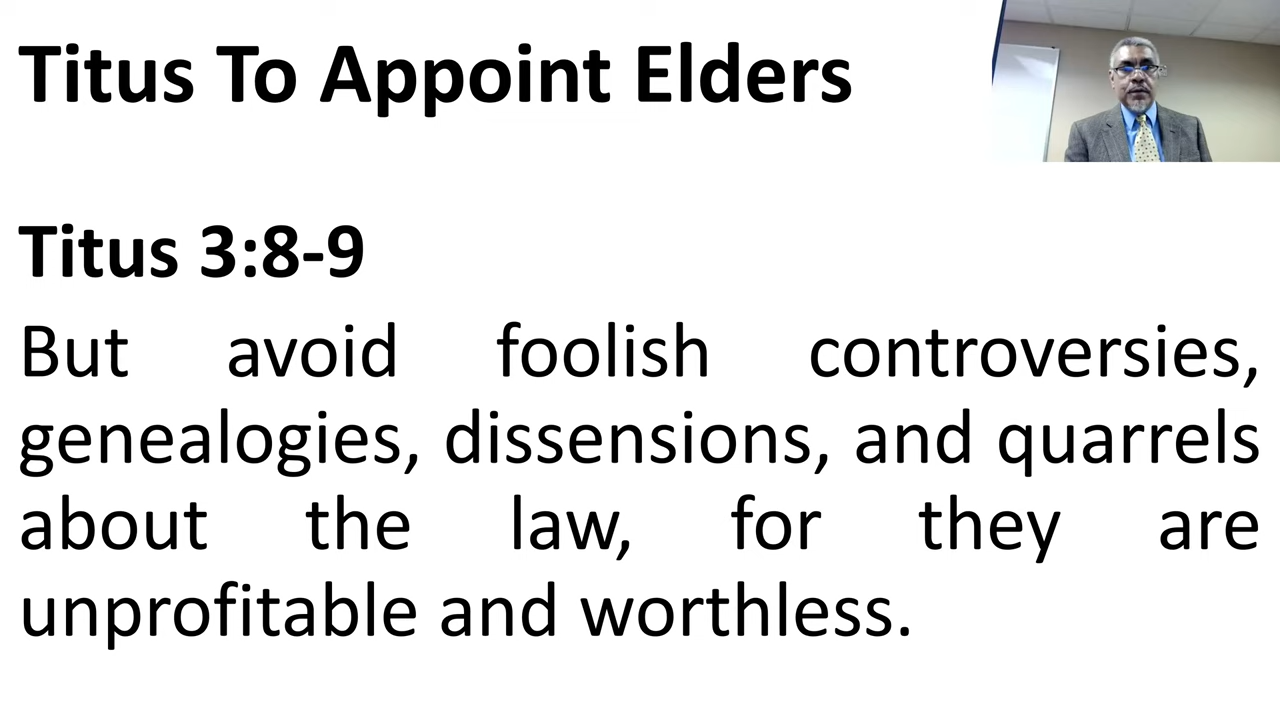 Titus To Appoint Elders
Titus 3:8-9
But avoid foolish controversies,
genealogies, dissensions, and quarrels
about the law, for they are
unprofitable and worthless.